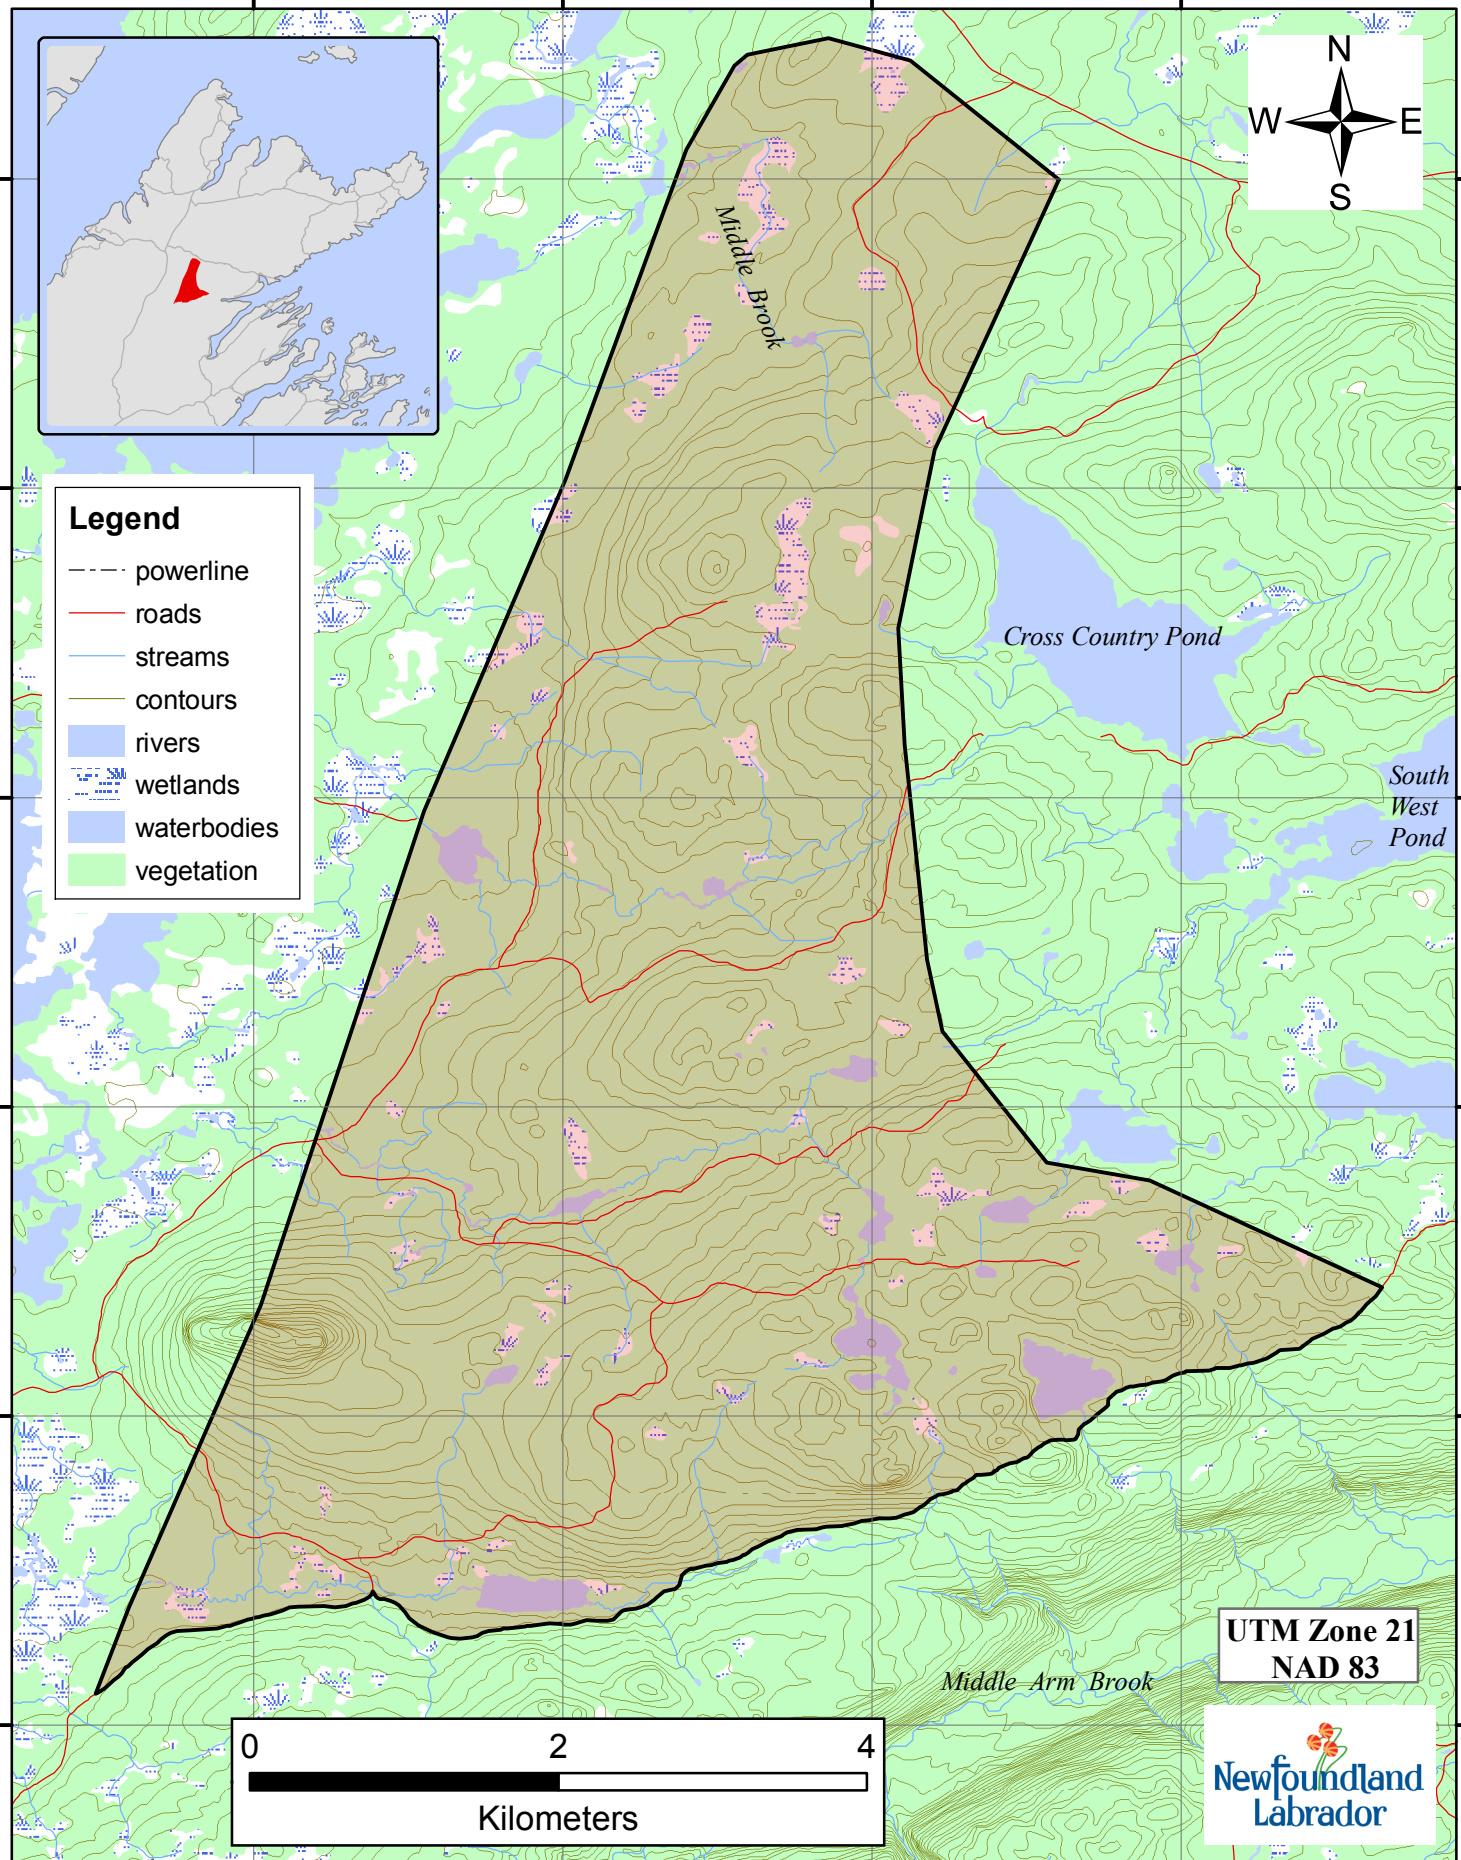 N
W E
S
Middle Brook
Legend
powerline
roads
streams
contours
rivers
wetlands
waterbodies
vegetation
Cross Country Pond
South
West
Pond
UTM Zone 21
NAD 83
Middle Arm Brook
0 2 4
Kilometers
Newfoundland
Labrador